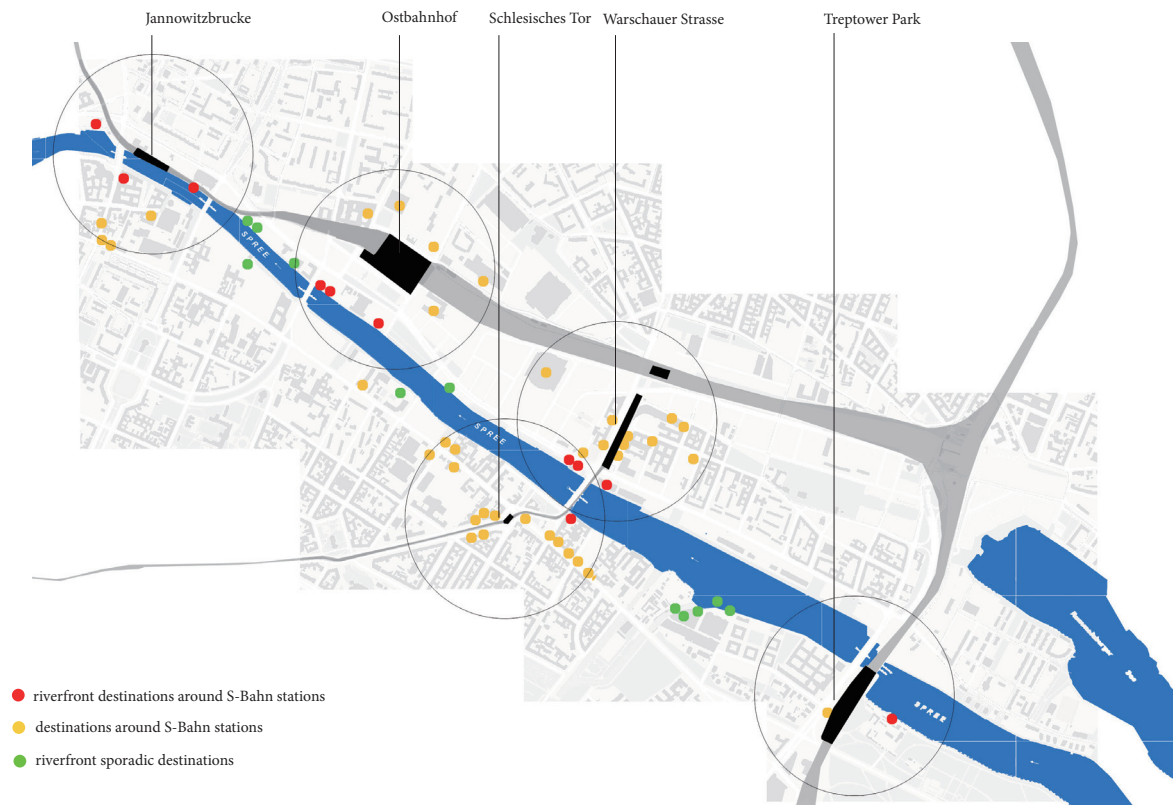 Jannowitzbrucke
Ostbahnhof
Schlesisches Tor
Warschauer Strasse
Treptower Park
SPREE
SPREE
SPREE
riverfront destinations around S-Bahn stations
destinations around S-Bahn stations
riverfront sporadic destinations